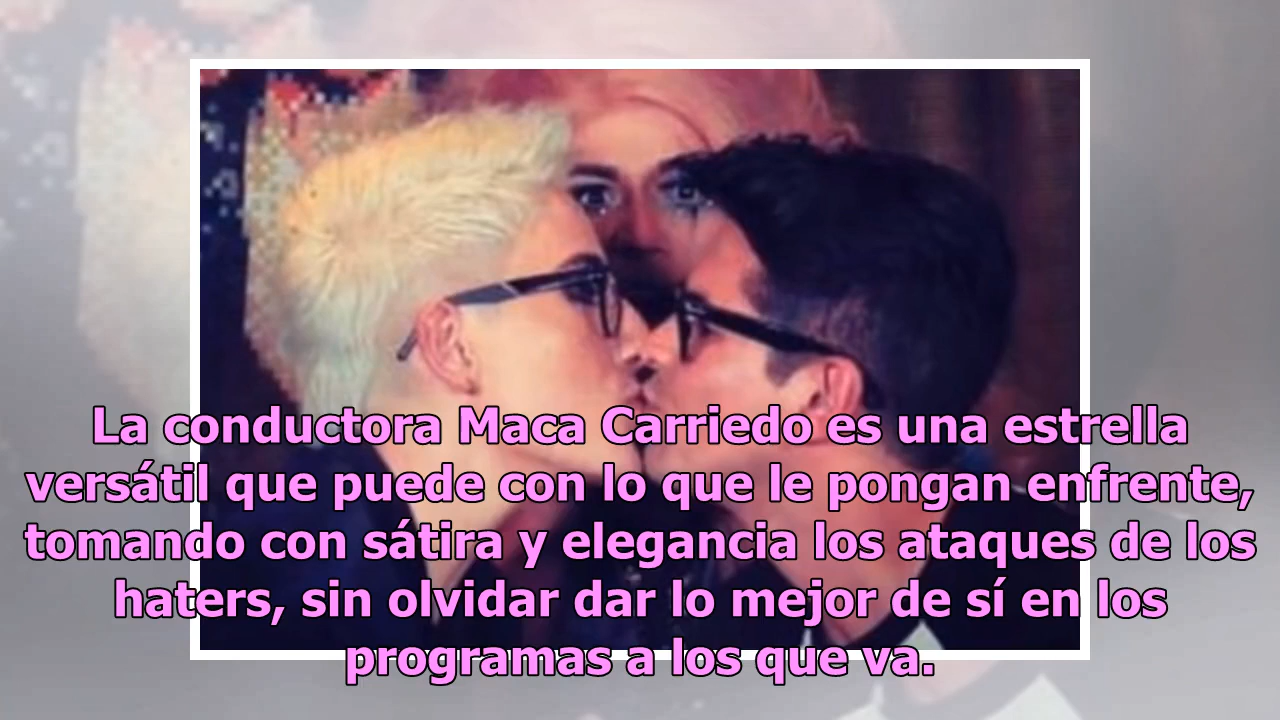 La conductora Maca Carriedo es una estrella
versátil que puede con lo que le pongan enfrente,
tomando con sátira y elegancia los ataques de los
haters, sin olvidar dar lo mejor de sí en los
programas a los que va.